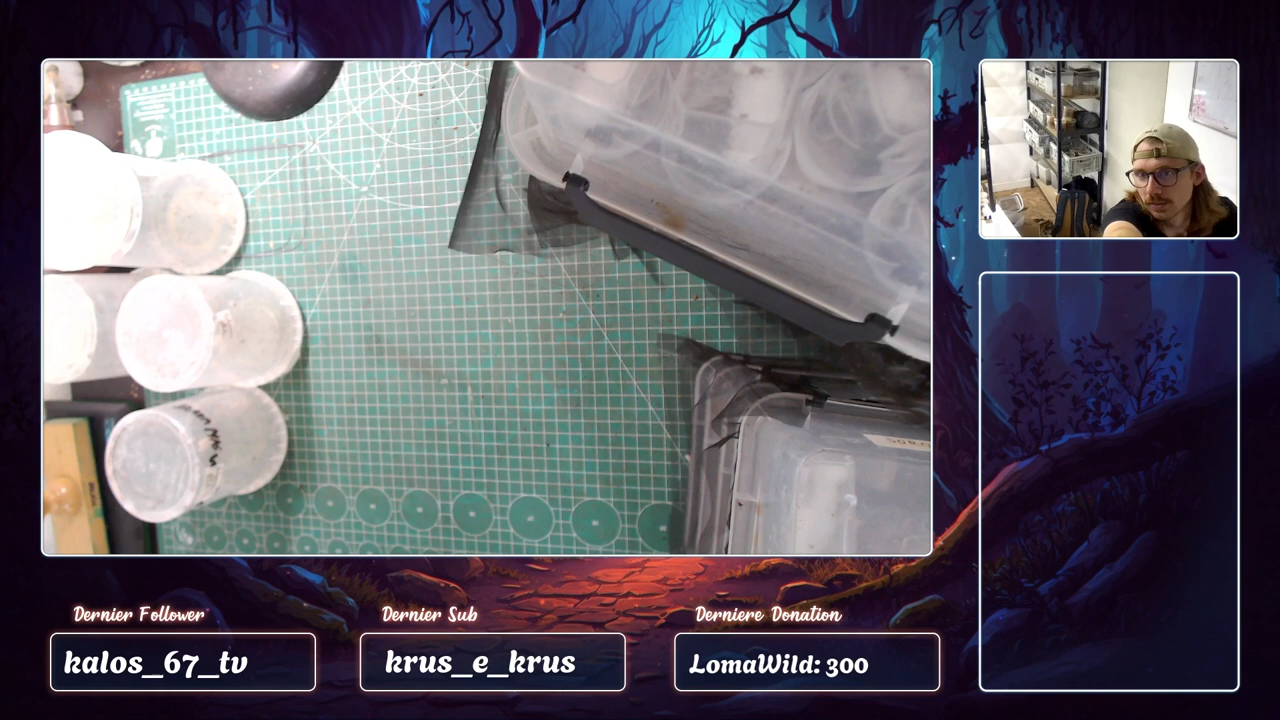 Dernier Follower
kalos_67_tv
Dernier Sub
krus_e_krus
Derniere Donation
LomaWild: 300